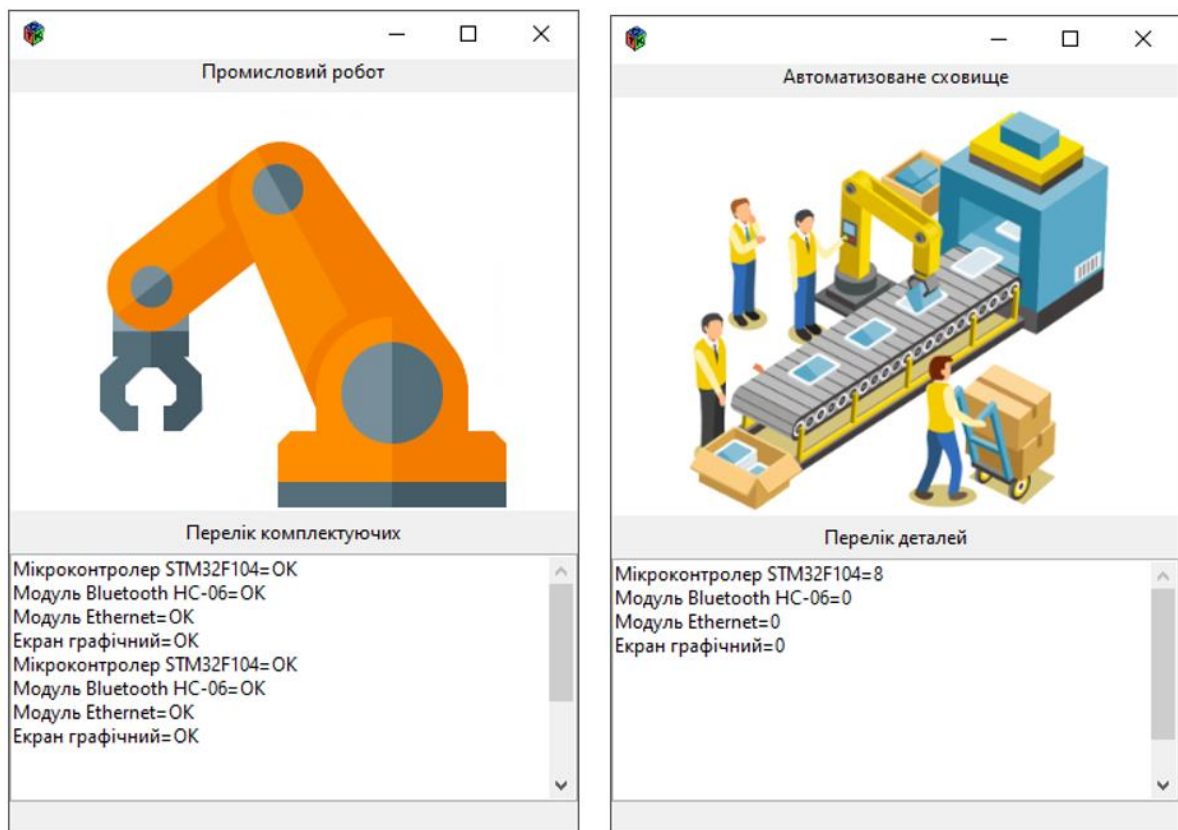 Промисловий робот
Перелік комплектуючих
Мікроконтролер STM32F104=OK
Модуль Bluetooth HC-06=OK
Модуль Ethernet=OK
Екран графічний=OK
Мікроконтролер STM32F104=OK
Модуль Bluetooth HC-06=OK
Модуль Ethernet=OK
Екран графічний=OK
Автоматизоване сховище
Перелік деталей
Мікроконтролер STM32F104=8
Модуль Bluetooth HC-06=0
Модуль Ethernet=0
Екран графічний=0